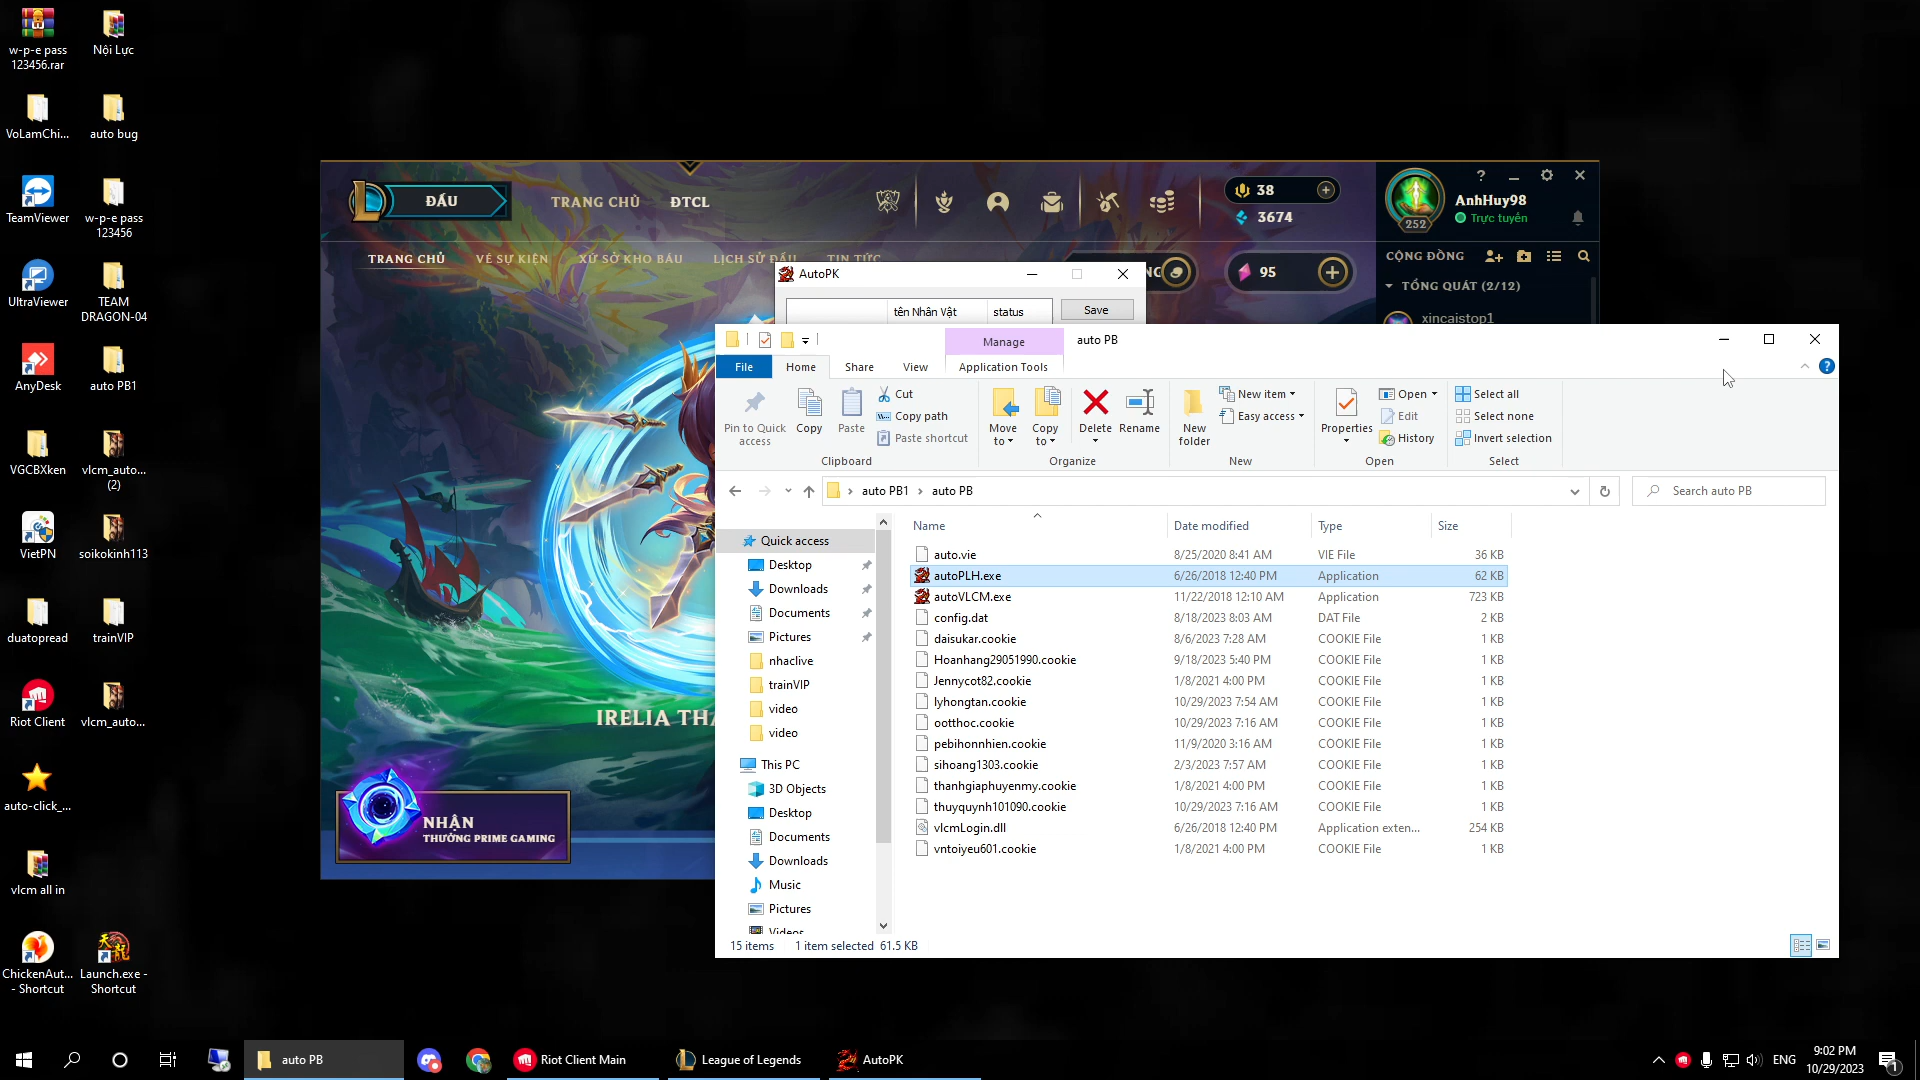 w-p-e pass
123456.rar
Nội Lực
VoLamChi...
auto bug
TeamViewer
w-p-e pass
123456
UltraViewer
TEAM
DRAGON-04
AnyDesk
auto PB1
VGCBXken
vlcm_auto...
(2)
VietPN
soikokinh113
duatopread
trainVIP
Riot Client
vlcm_auto...
auto-click_...
vlcm all in
ChickenAut...
- Shortcut
Launch.exe -
Shortcut
ĐẤU
TRANG CHỦ
ĐTCL
38
3674
?
AnhHuy98
Trực tuyến
252
TRANG CHỦ
VÉ SỰ KIỆN
XỨ SỞ KHO BÁU
LỊCH SỬ ĐẤU
TIN TỨC
95
CỘNG ĐỒNG
TỔNG QUÁT (2/12)
xincaistop1
NHẬN
THƯỞNG PRIME GAMING
AutoPK
tên Nhân Vật
status
Save
Manage
auto PB
File
Home
Share
View
Application Tools
Pin to Quick
access
Copy
Paste
Cut
Copy path
Paste shortcut
Clipboard
Move
to
Copy
to
Delete
Rename
Organize
New
folder
New item
Easy access
New
Properties
Open
Edit
History
Open
Select all
Select none
Invert selection
Select
auto PB1 › auto PB
Search auto PB
Quick access
Desktop
Downloads
Documents
Pictures
nhaclive
trainVIP
video
video
This PC
3D Objects
Desktop
Documents
Downloads
Music
Pictures
Videos
Name Date modified Type Size
auto.vie 8/25/2020 8:41 AM VIE File 36 KB
autoPLH.exe 6/26/2018 12:40 PM Application 62 KB
autoVLCM.exe 11/22/2018 12:10 AM Application 723 KB
config.dat 8/18/2023 8:03 AM DAT File 2 KB
daisukar.cookie 8/6/2023 7:28 AM COOKIE File 1 KB
Hoanhang29051990.cookie 9/18/2023 5:40 PM COOKIE File 1 KB
Jennycot82.cookie 1/8/2021 4:00 PM COOKIE File 1 KB
lyhongtan.cookie 10/29/2023 7:54 AM COOKIE File 1 KB
ootthoc.cookie 10/29/2023 7:16 AM COOKIE File 1 KB
pebihonnhien.cookie 11/9/2020 3:16 AM COOKIE File 1 KB
sihoang1303.cookie 2/3/2023 7:57 AM COOKIE File 1 KB
thanhgiaphuyenmy.cookie 1/8/2021 4:00 PM COOKIE File 1 KB
thuyquynh101090.cookie 10/29/2023 7:16 AM COOKIE File 1 KB
vlcmLogin.dll 6/26/2018 12:40 PM Application exten... 254 KB
vntoiyeu601.cookie 1/8/2021 4:00 PM COOKIE File 1 KB
15 items 1 item selected 61.5 KB
auto PB
Riot Client Main
League of Legends
AutoPK
ENG
9:02 PM
10/29/2023
1